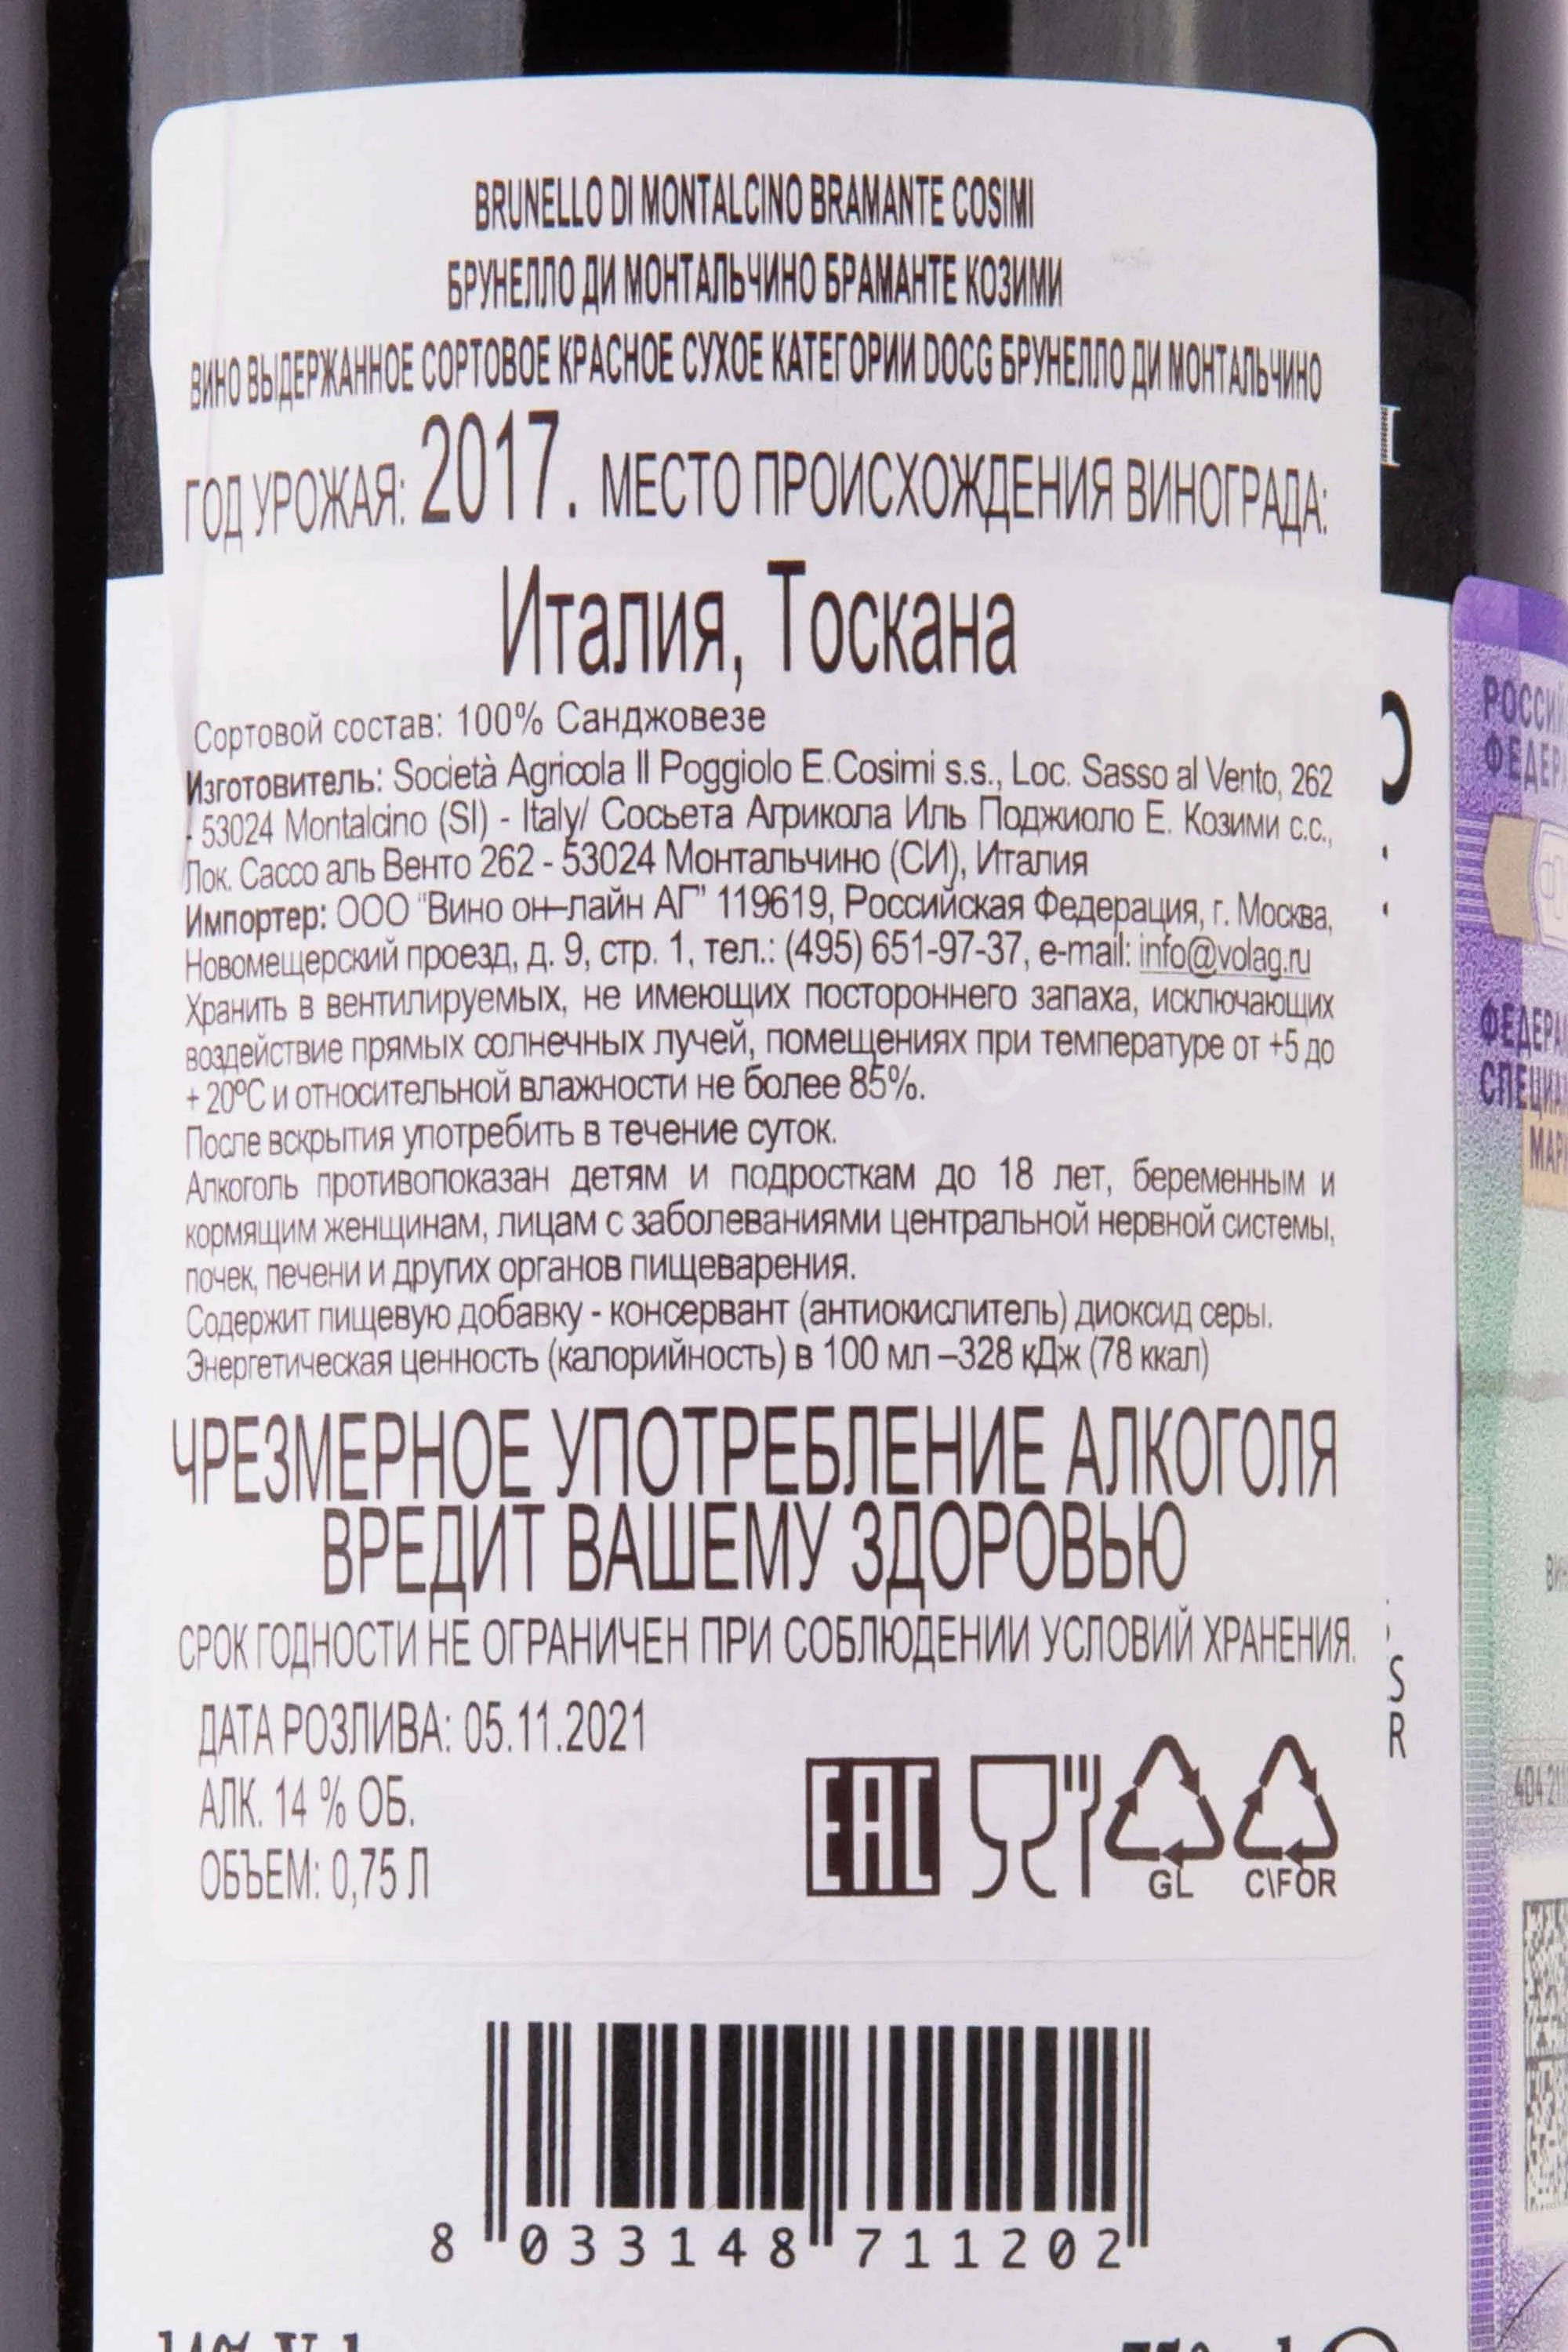 BRUNELLO DI MONTALCINO BRAMANTE COSIMI
БРУНЕЛЛО ДИ МОНТАЛЬЧИНО БРАМАНТЕ КОЗИМИ
ВИНО ВЫДЕРЖАННОЕ СОРТОВОЕ КРАСНОЕ СУХОЕ КАТЕГОРИИ DOCG БРУНЕЛЛО ДИ МОНТАЛЬЧИНО
ГОД УРОЖАЯ: 2017. МЕСТО ПРОИСХОЖДЕНИЯ ВИНОГРАДА:
Италия, Тоскана
Сортовой состав: 100% Санджовезе
Изготовитель: Società Agricola Il Poggiolo E.Cosimi s.s., Loc. Sasso al Vento, 262
- 53024 Montalcino (SI) - Italy/ Сосьета Агрикола Иль Поджиоло Е. Козими с.с.,
Лок. Сассо аль Венто 262 - 53024 Монтальчино (СИ), Италия
Импортер: ООО "Вино он-лайн АГ" 119619, Российская Федерация, г. Москва,
Новомещерский проезд, д. 9, стр. 1, тел.: (495) 651-97-37, e-mail: info@volag.ru
Хранить в вентилируемых, не имеющих постороннего запаха, исключающих
воздействие прямых солнечных лучей, помещениях при температуре от +5 до
+ 20ºС и относительной влажности не более 85%.
После вскрытия употребить в течение суток.
Алкоголь противопоказан детям и подросткам до 18 лет, беременным и
кормящим женщинам, лицам с заболеваниями центральной нервной системы,
почек, печени и других органов пищеварения.
Содержит пищевую добавку - консервант (антиокислитель) диоксид серы.
Энергетическая ценность (калорийность) в 100 мл –328 кДж (78 ккал)
ЧРЕЗМЕРНОЕ УПОТРЕБЛЕНИЕ АЛКОГОЛЯ
ВРЕДИТ ВАШЕМУ ЗДОРОВЬЮ
СРОК ГОДНОСТИ НЕ ОГРАНИЧЕН ПРИ СОБЛЮДЕНИИ УСЛОВИЙ ХРАНЕНИЯ.
ДАТА РОЗЛИВА: 05.11.2021
АЛК. 14 % ОБ.
ОБЪЕМ: 0,75 Л
EAC
GL C\FOR
8 033148 711202